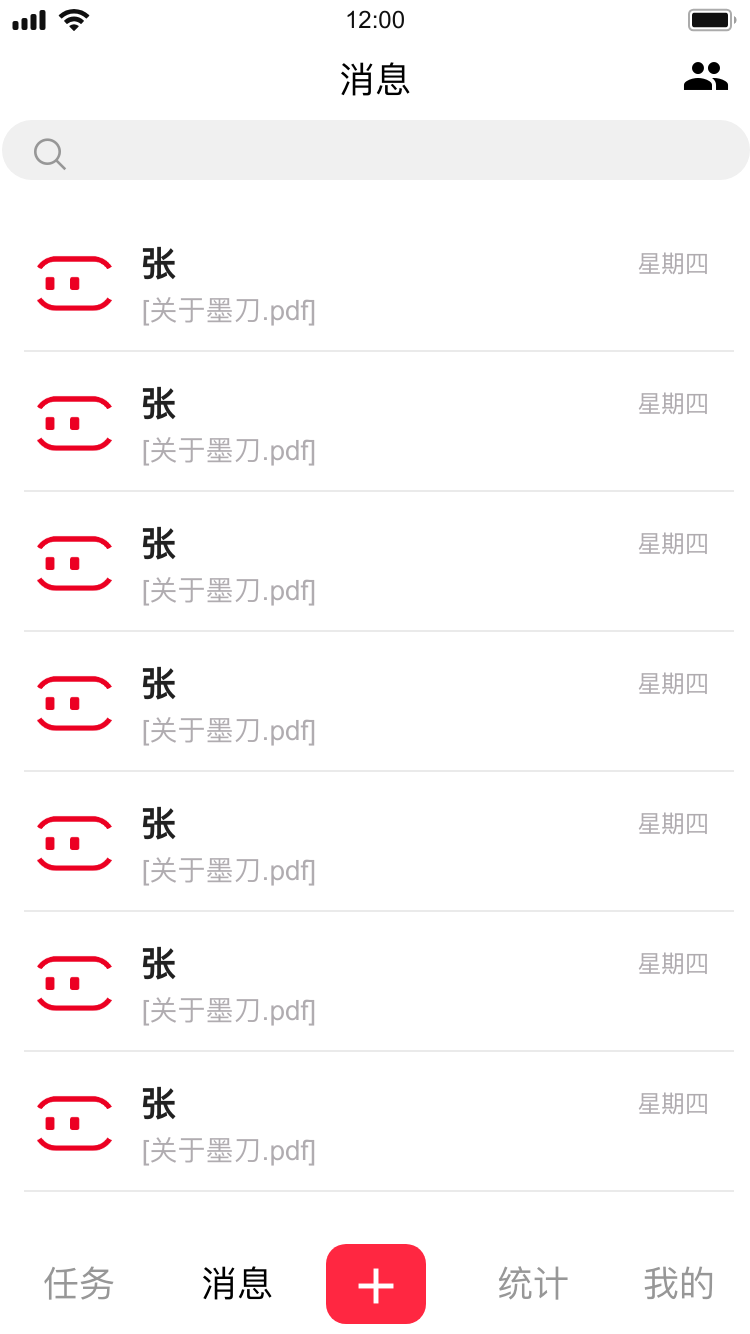 12:00
消息
张
星期四
[关于墨刀.pdf]
张
星期四
[关于墨刀.pdf]
张
星期四
[关于墨刀.pdf]
张
星期四
[关于墨刀.pdf]
张
星期四
[关于墨刀.pdf]
张
星期四
[关于墨刀.pdf]
张
星期四
[关于墨刀.pdf]
任务 消息 + 统计 我的